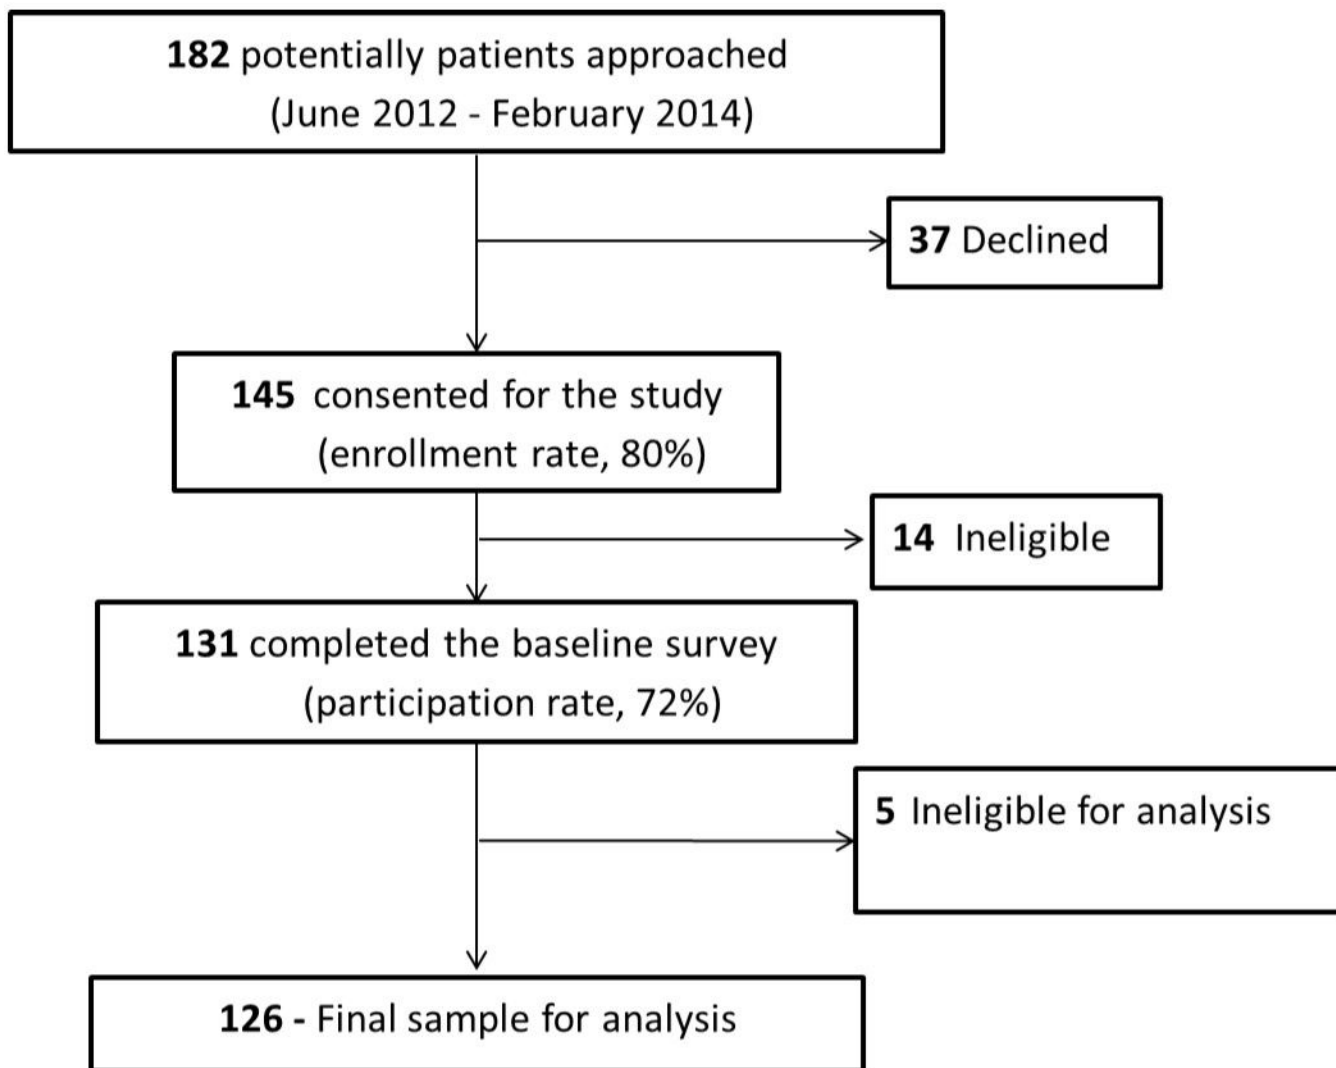 182 potentially patients approached
(June 2012 - February 2014)
37 Declined
145 consented for the study
(enrollment rate, 80%)
14 Ineligible
131 completed the baseline survey
(participation rate, 72%)
5 Ineligible for analysis
126 - Final sample for analysis